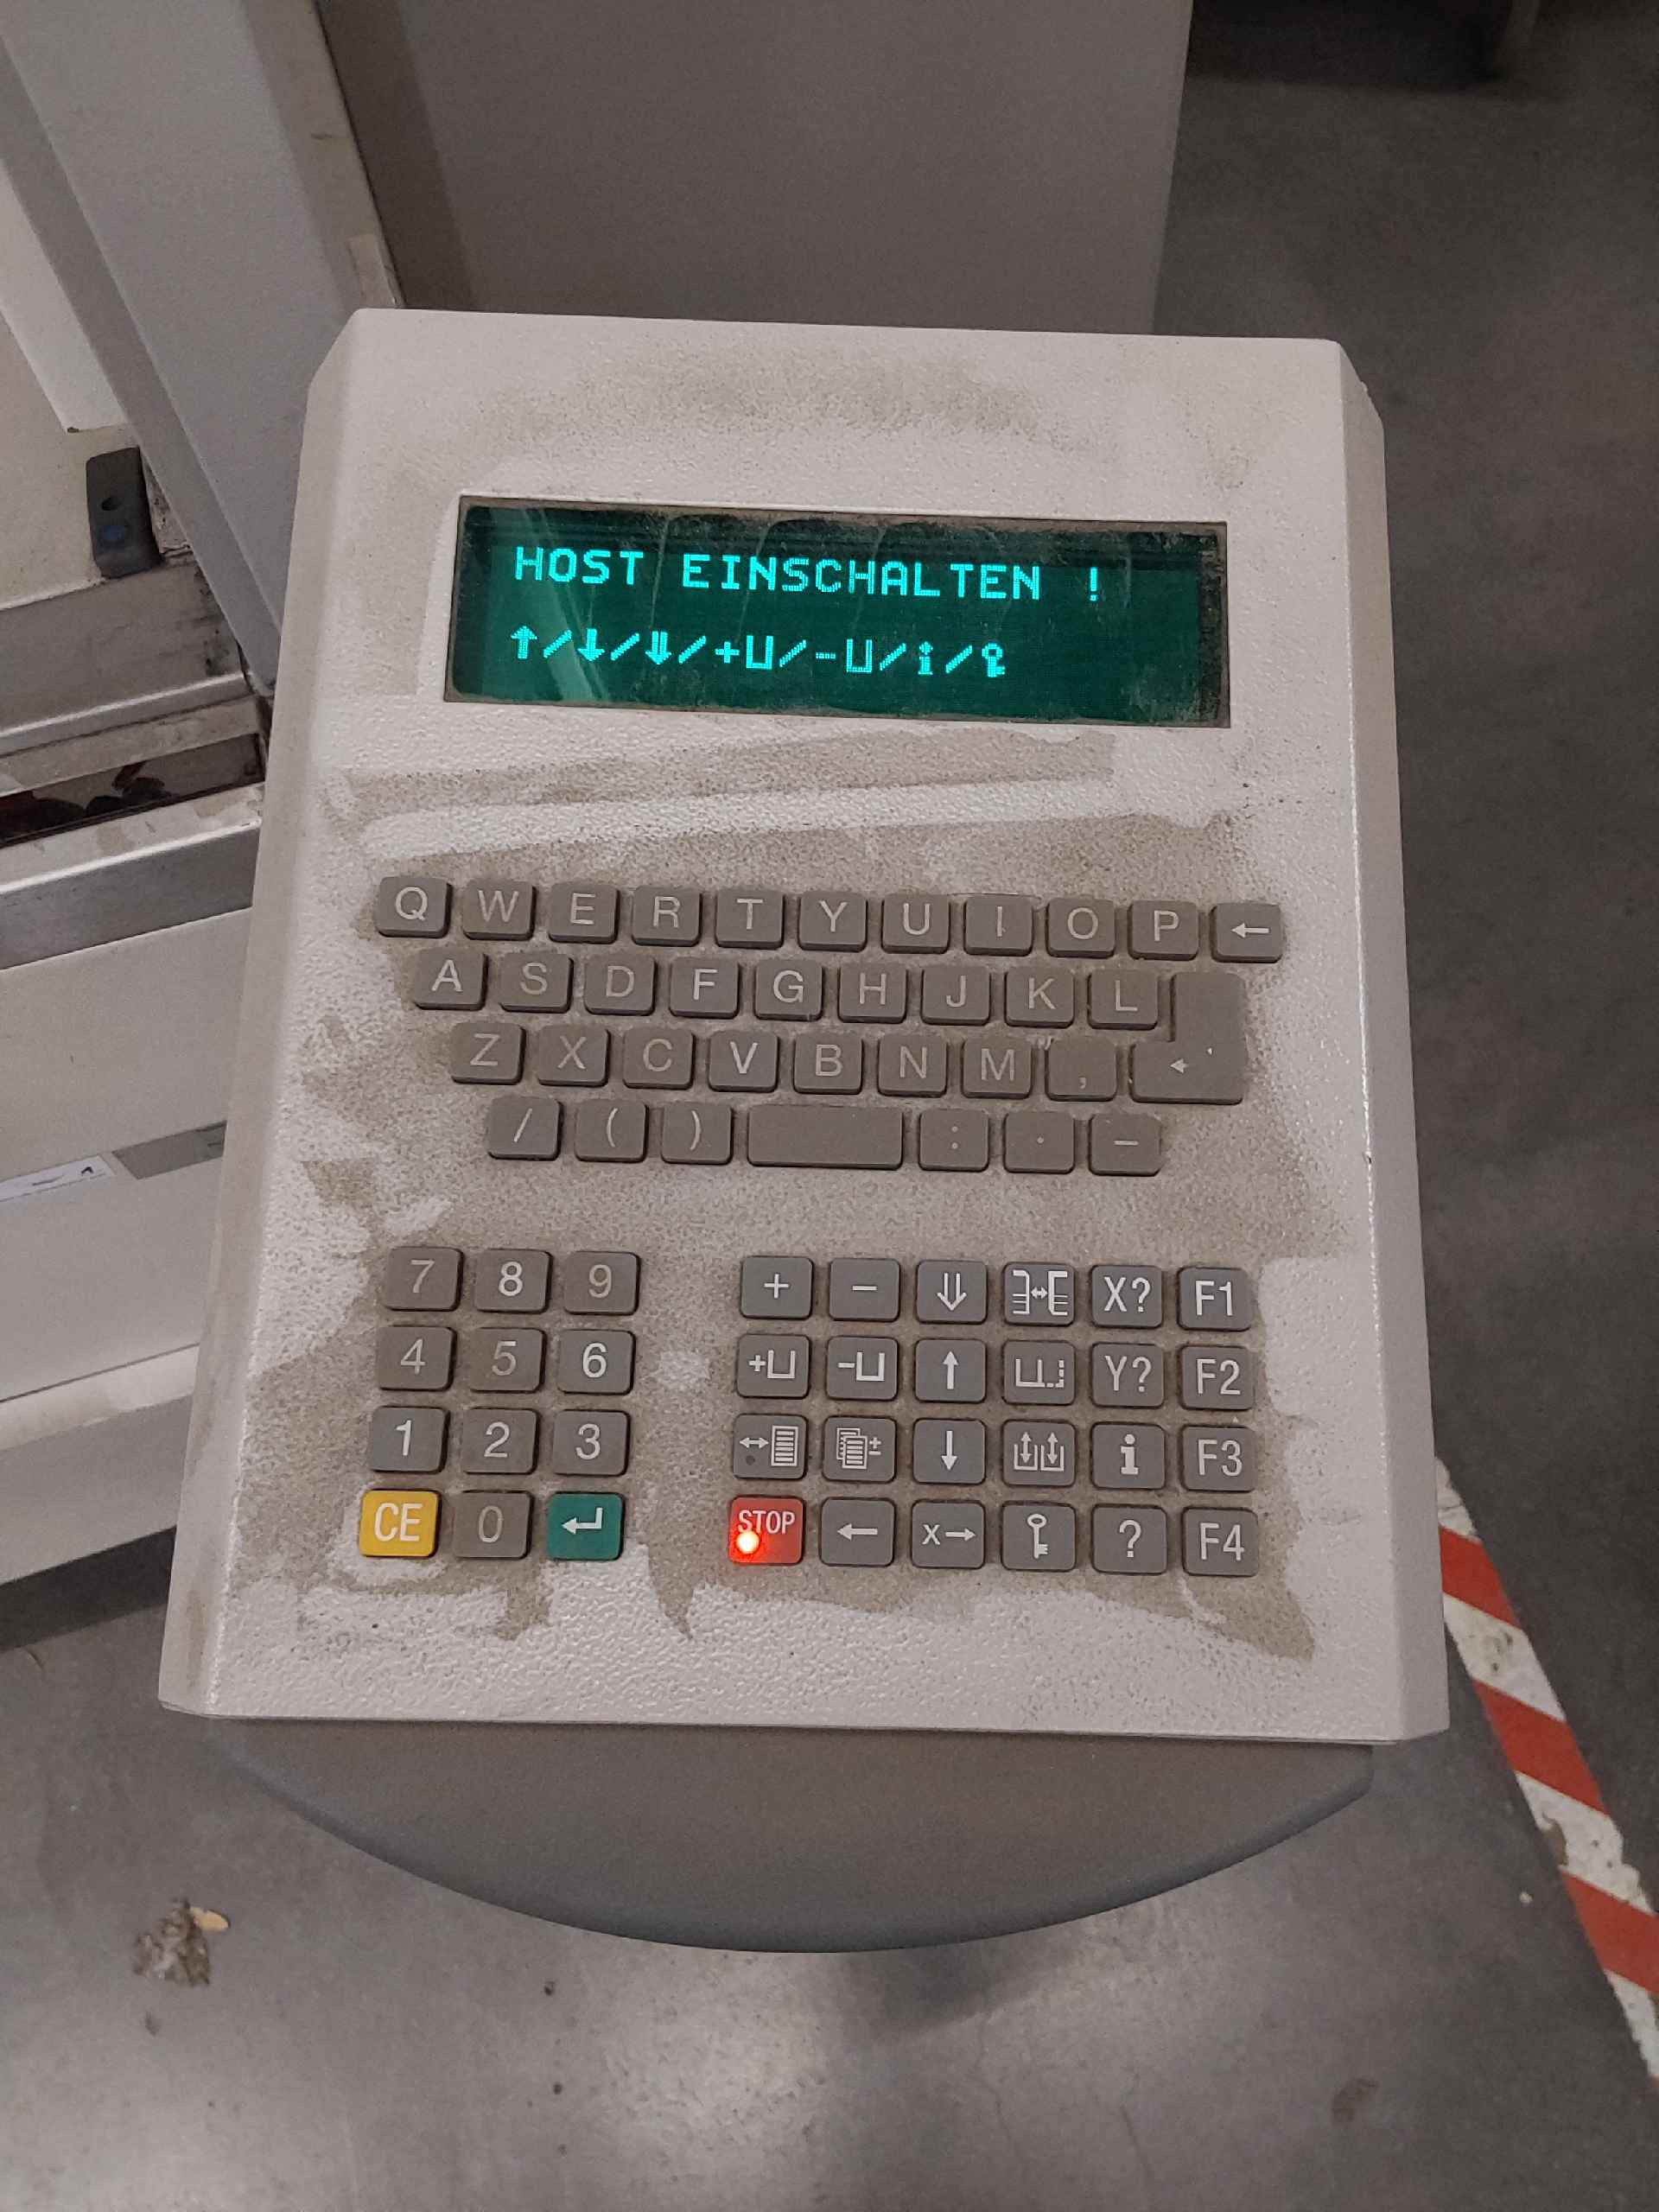 HOST EINSCHALTEN !
↑/↓/⇓/+⊔/-⊔/i/⚷
Q W E R T Y U I O P ←
A S D F G H J K L
Z X C V B N M ,
/ ( ) : . –
7 8 9 + − ⇓ X? F1
4 5 6 +⊔ -⊔ ↑ Y? F2
1 2 3 ↓ i F3
CE 0 ↵ STOP ← X→ ? F4